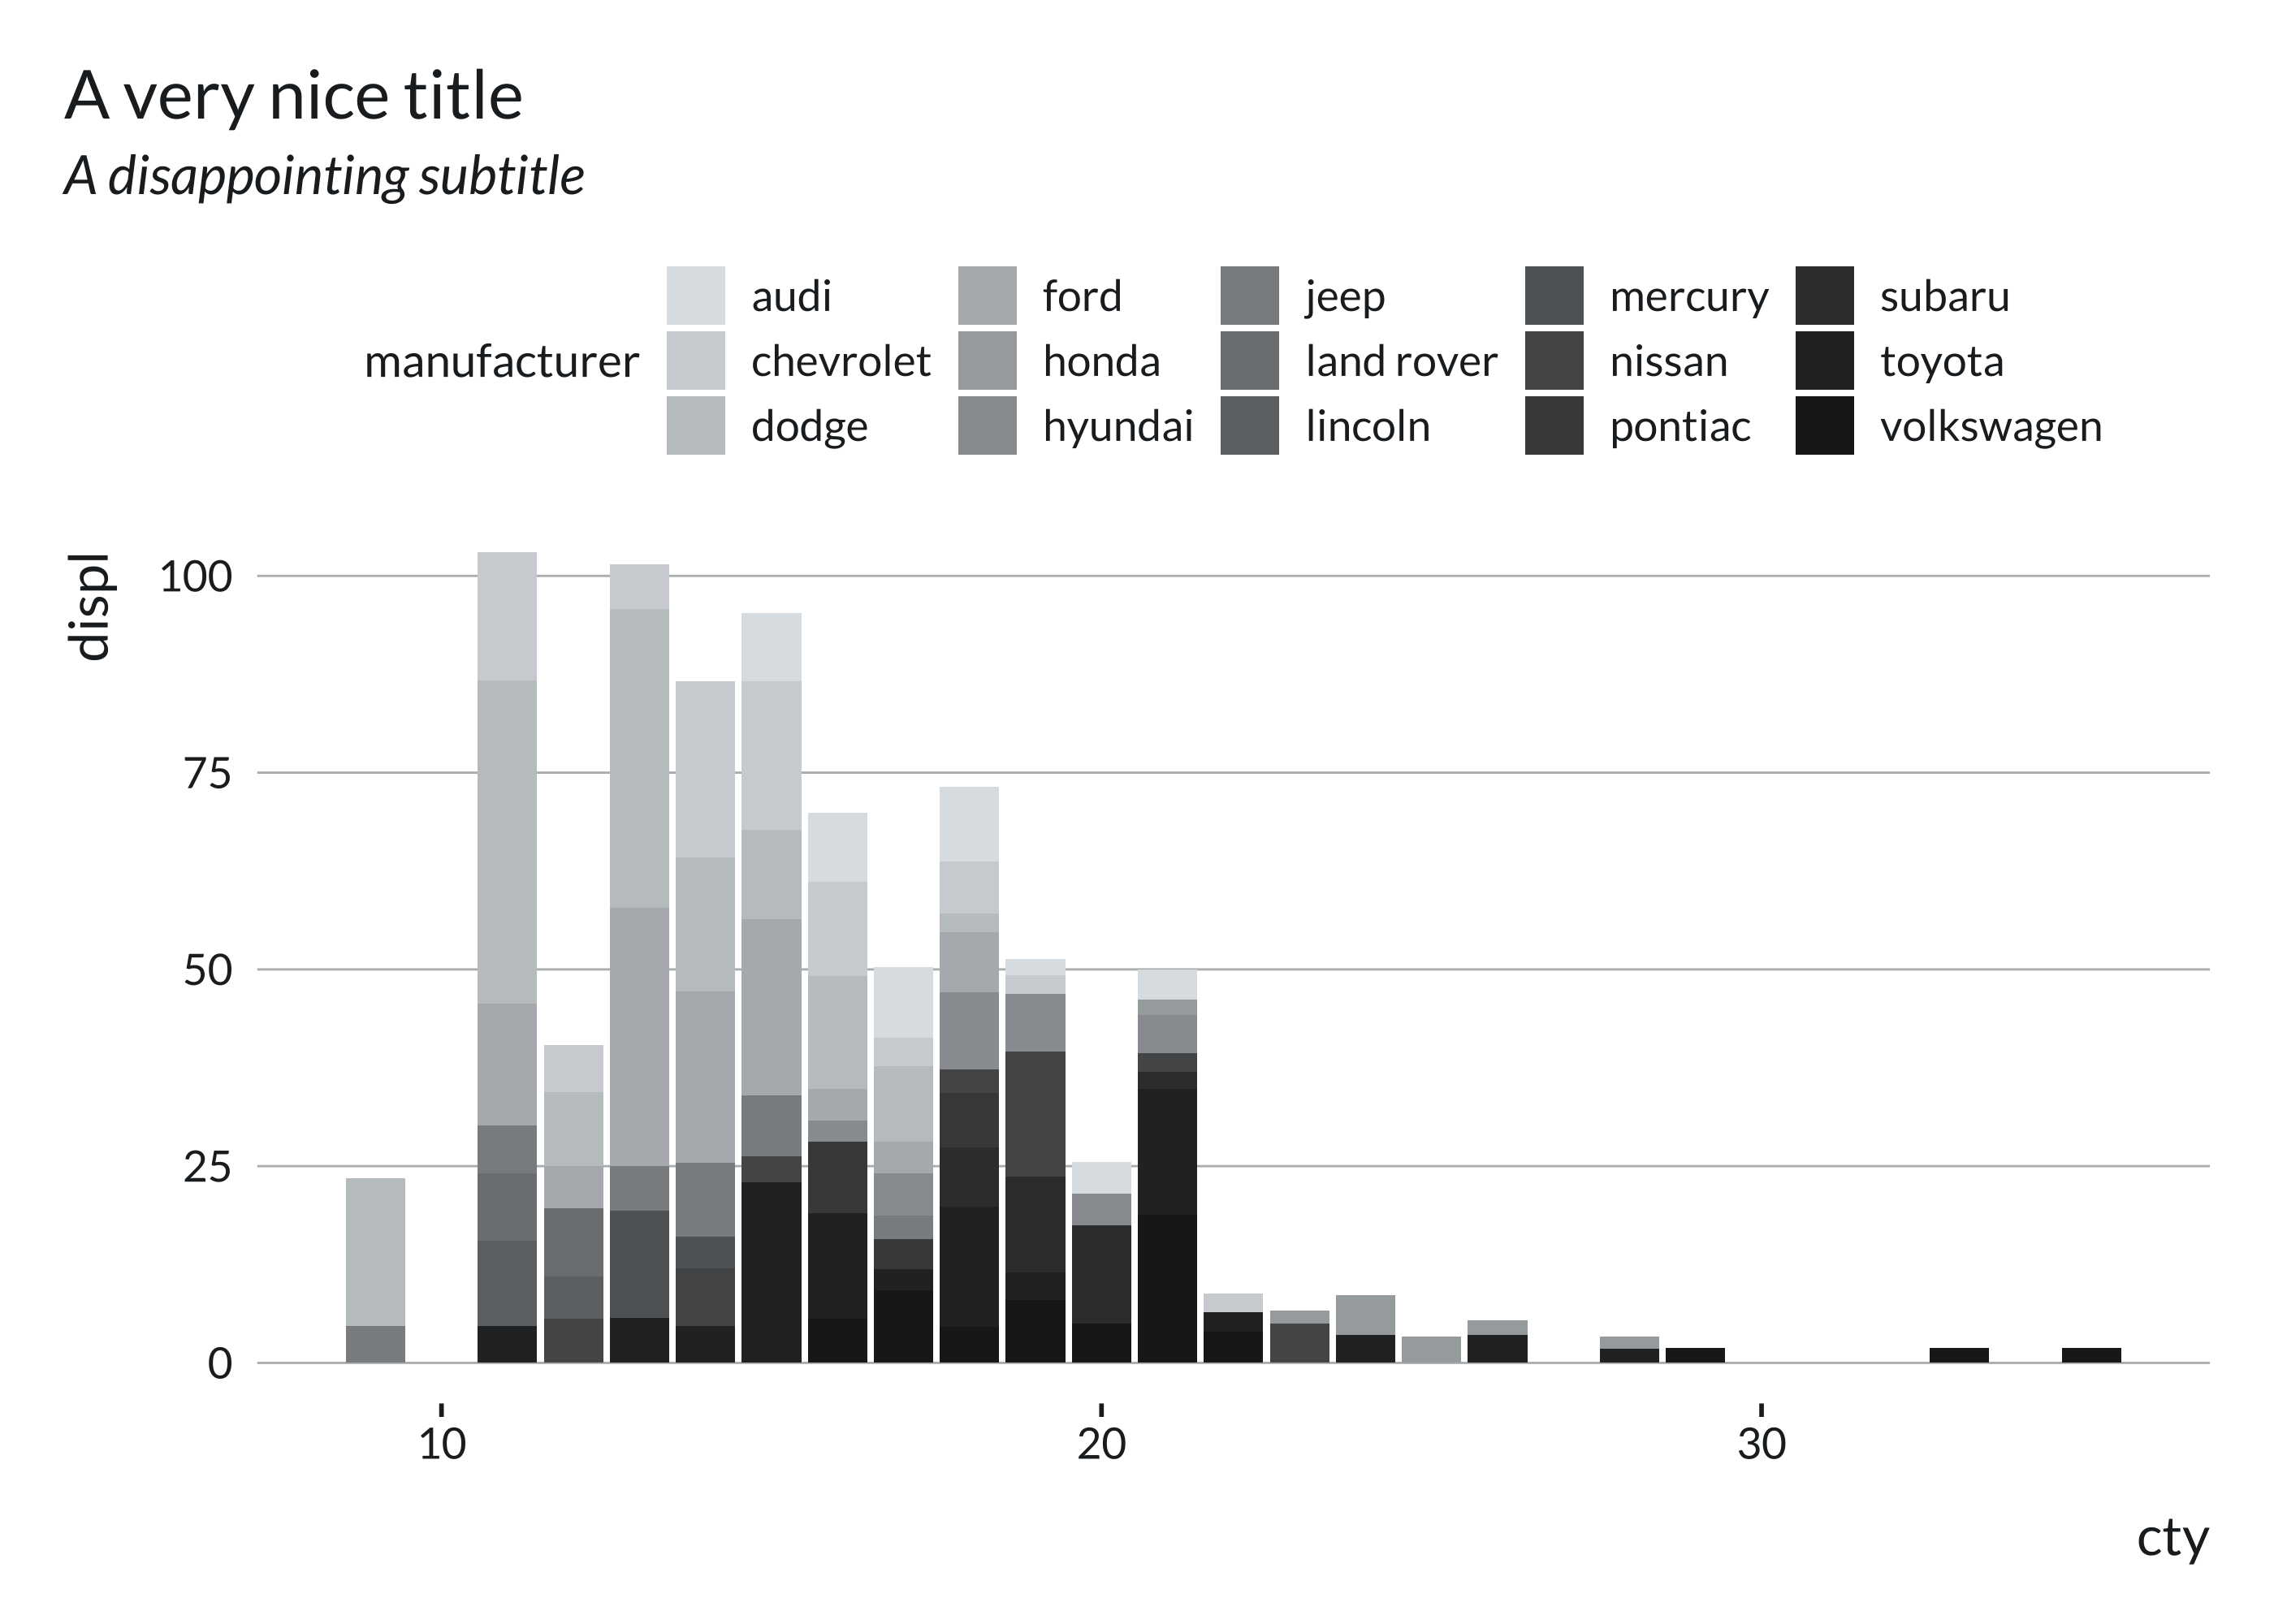 A very nice title
A disappointing subtitle
audi ford jeep mercury subaru
manufacturer chevrolet honda land rover nissan toyota
dodge hyundai lincoln pontiac volkswagen
displ
100
75
50
25
0
10 20 30
cty